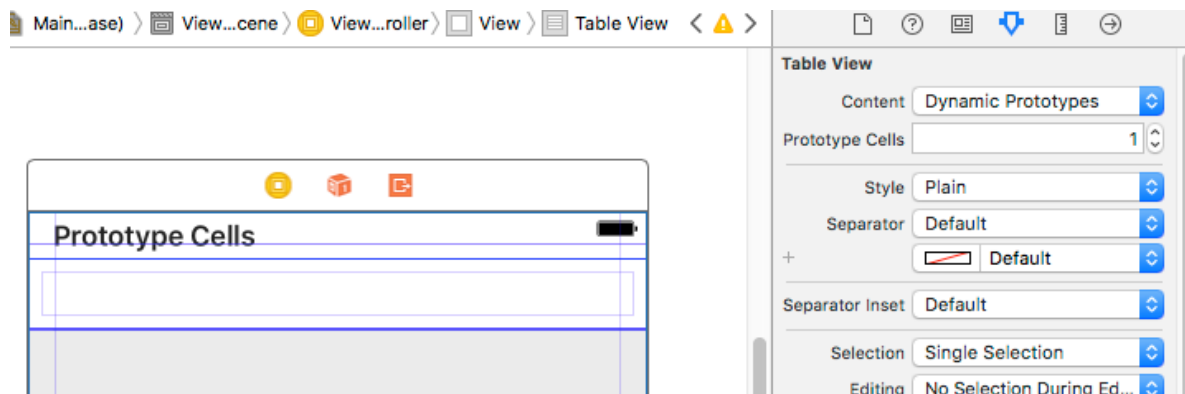 Main...ase) View...cene View...roller View Table View
Table View
Content Dynamic Prototypes
Prototype Cells 1
Style Plain
Separator Default
Default
Separator Inset Default
Selection Single Selection
Editing No Selection During Ed...
Prototype Cells